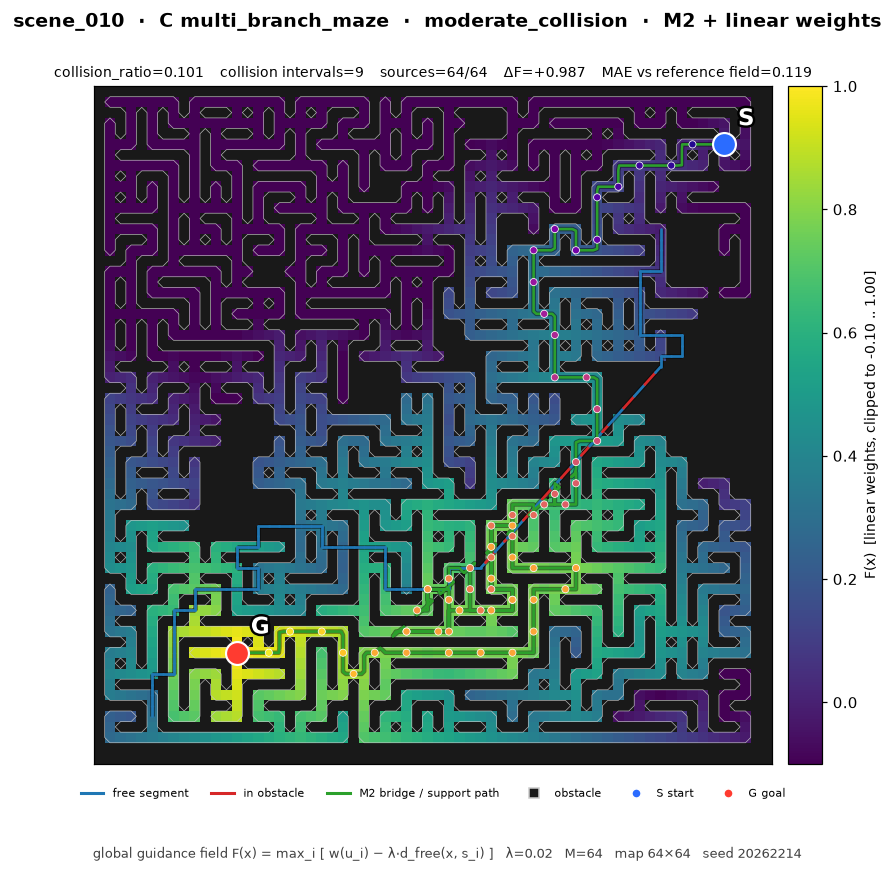 scene_010 · C multi_branch_maze · moderate_collision · M2 + linear weights
collision_ratio=0.101 collision intervals=9 sources=64/64 ΔF=+0.987 MAE vs reference field=0.119
S
G
1.0
0.8
0.6
0.4
0.2
0.0
F(x) [linear weights, clipped to -0.10 .. 1.00]
free segment
in obstacle
M2 bridge / support path
obstacle
S start
G goal
global guidance field F(x) = max_i [ w(u_i) − λ·d_free(x, s_i) ] λ=0.02 M=64 map 64×64 seed 20262214